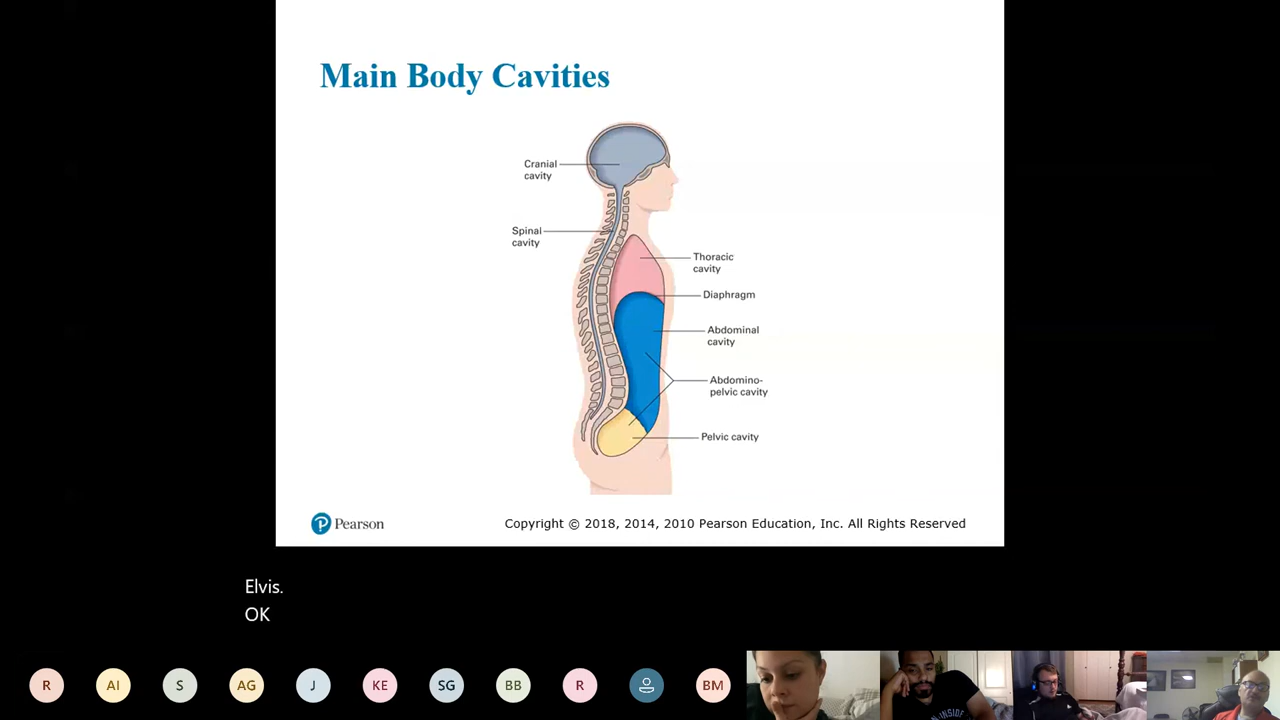 Main Body Cavities
Cranial
cavity
Spinal
cavity
Thoracic
cavity
Diaphragm
Abdominal
cavity
Abdomino-
pelvic cavity
Pelvic cavity
Pearson
Copyright © 2018, 2014, 2010 Pearson Education, Inc. All Rights Reserved
Elvis.
OK
R
AI
S
AG
J
KE
SG
BB
R
BM
INSIDE